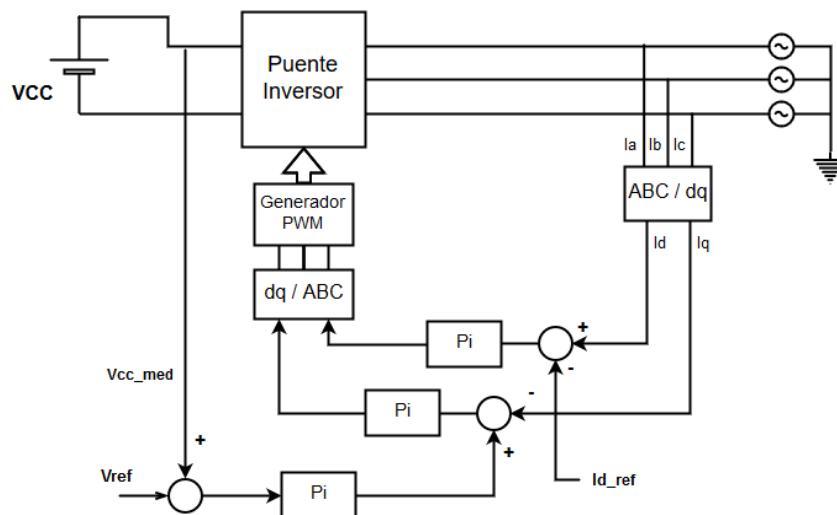 Puente
Inversor
VCC
Ia Ib Ic
ABC / dq
Generador
PWM
Id Iq
dq / ABC
+
Pi
-
Vcc_med
-
Pi
+
+
Vref
Id_ref
Pi